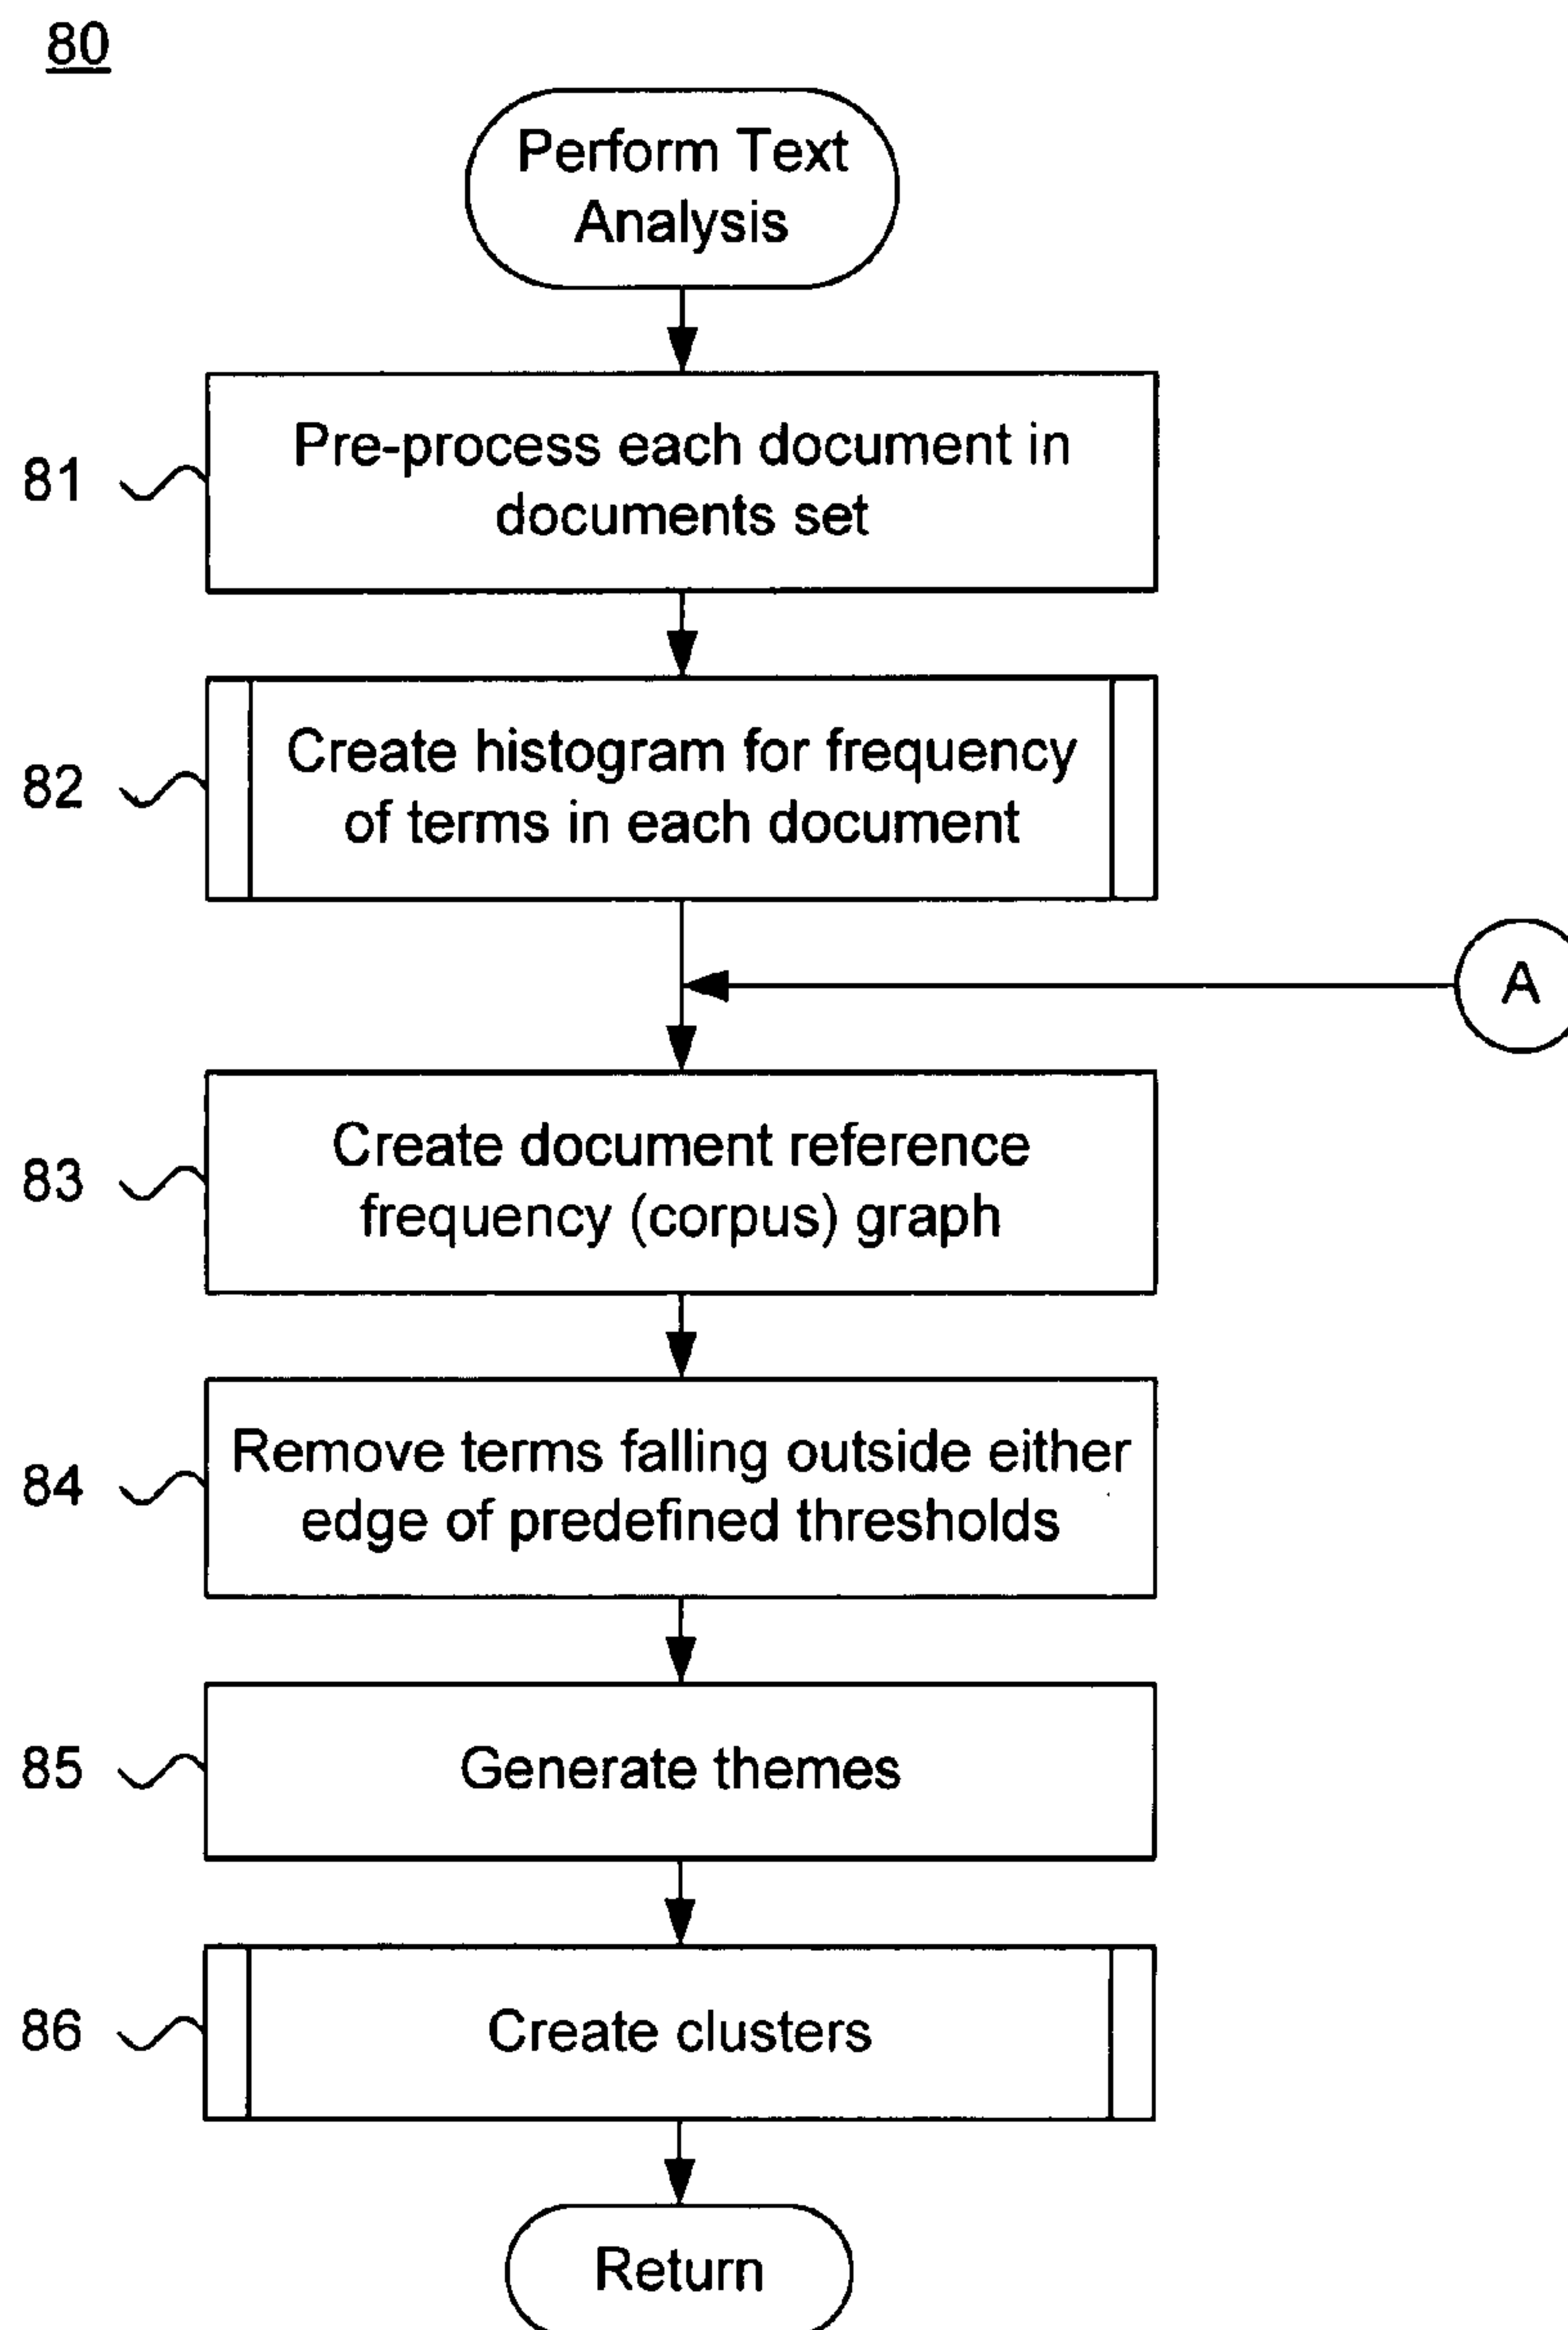 80
Perform Text
Analysis
81
Pre-process each document in
documents set
82
Create histogram for frequency
of terms in each document
A
83
Create document reference
frequency (corpus) graph
84
Remove terms falling outside either
edge of predefined thresholds
85
Generate themes
86
Create clusters
Return